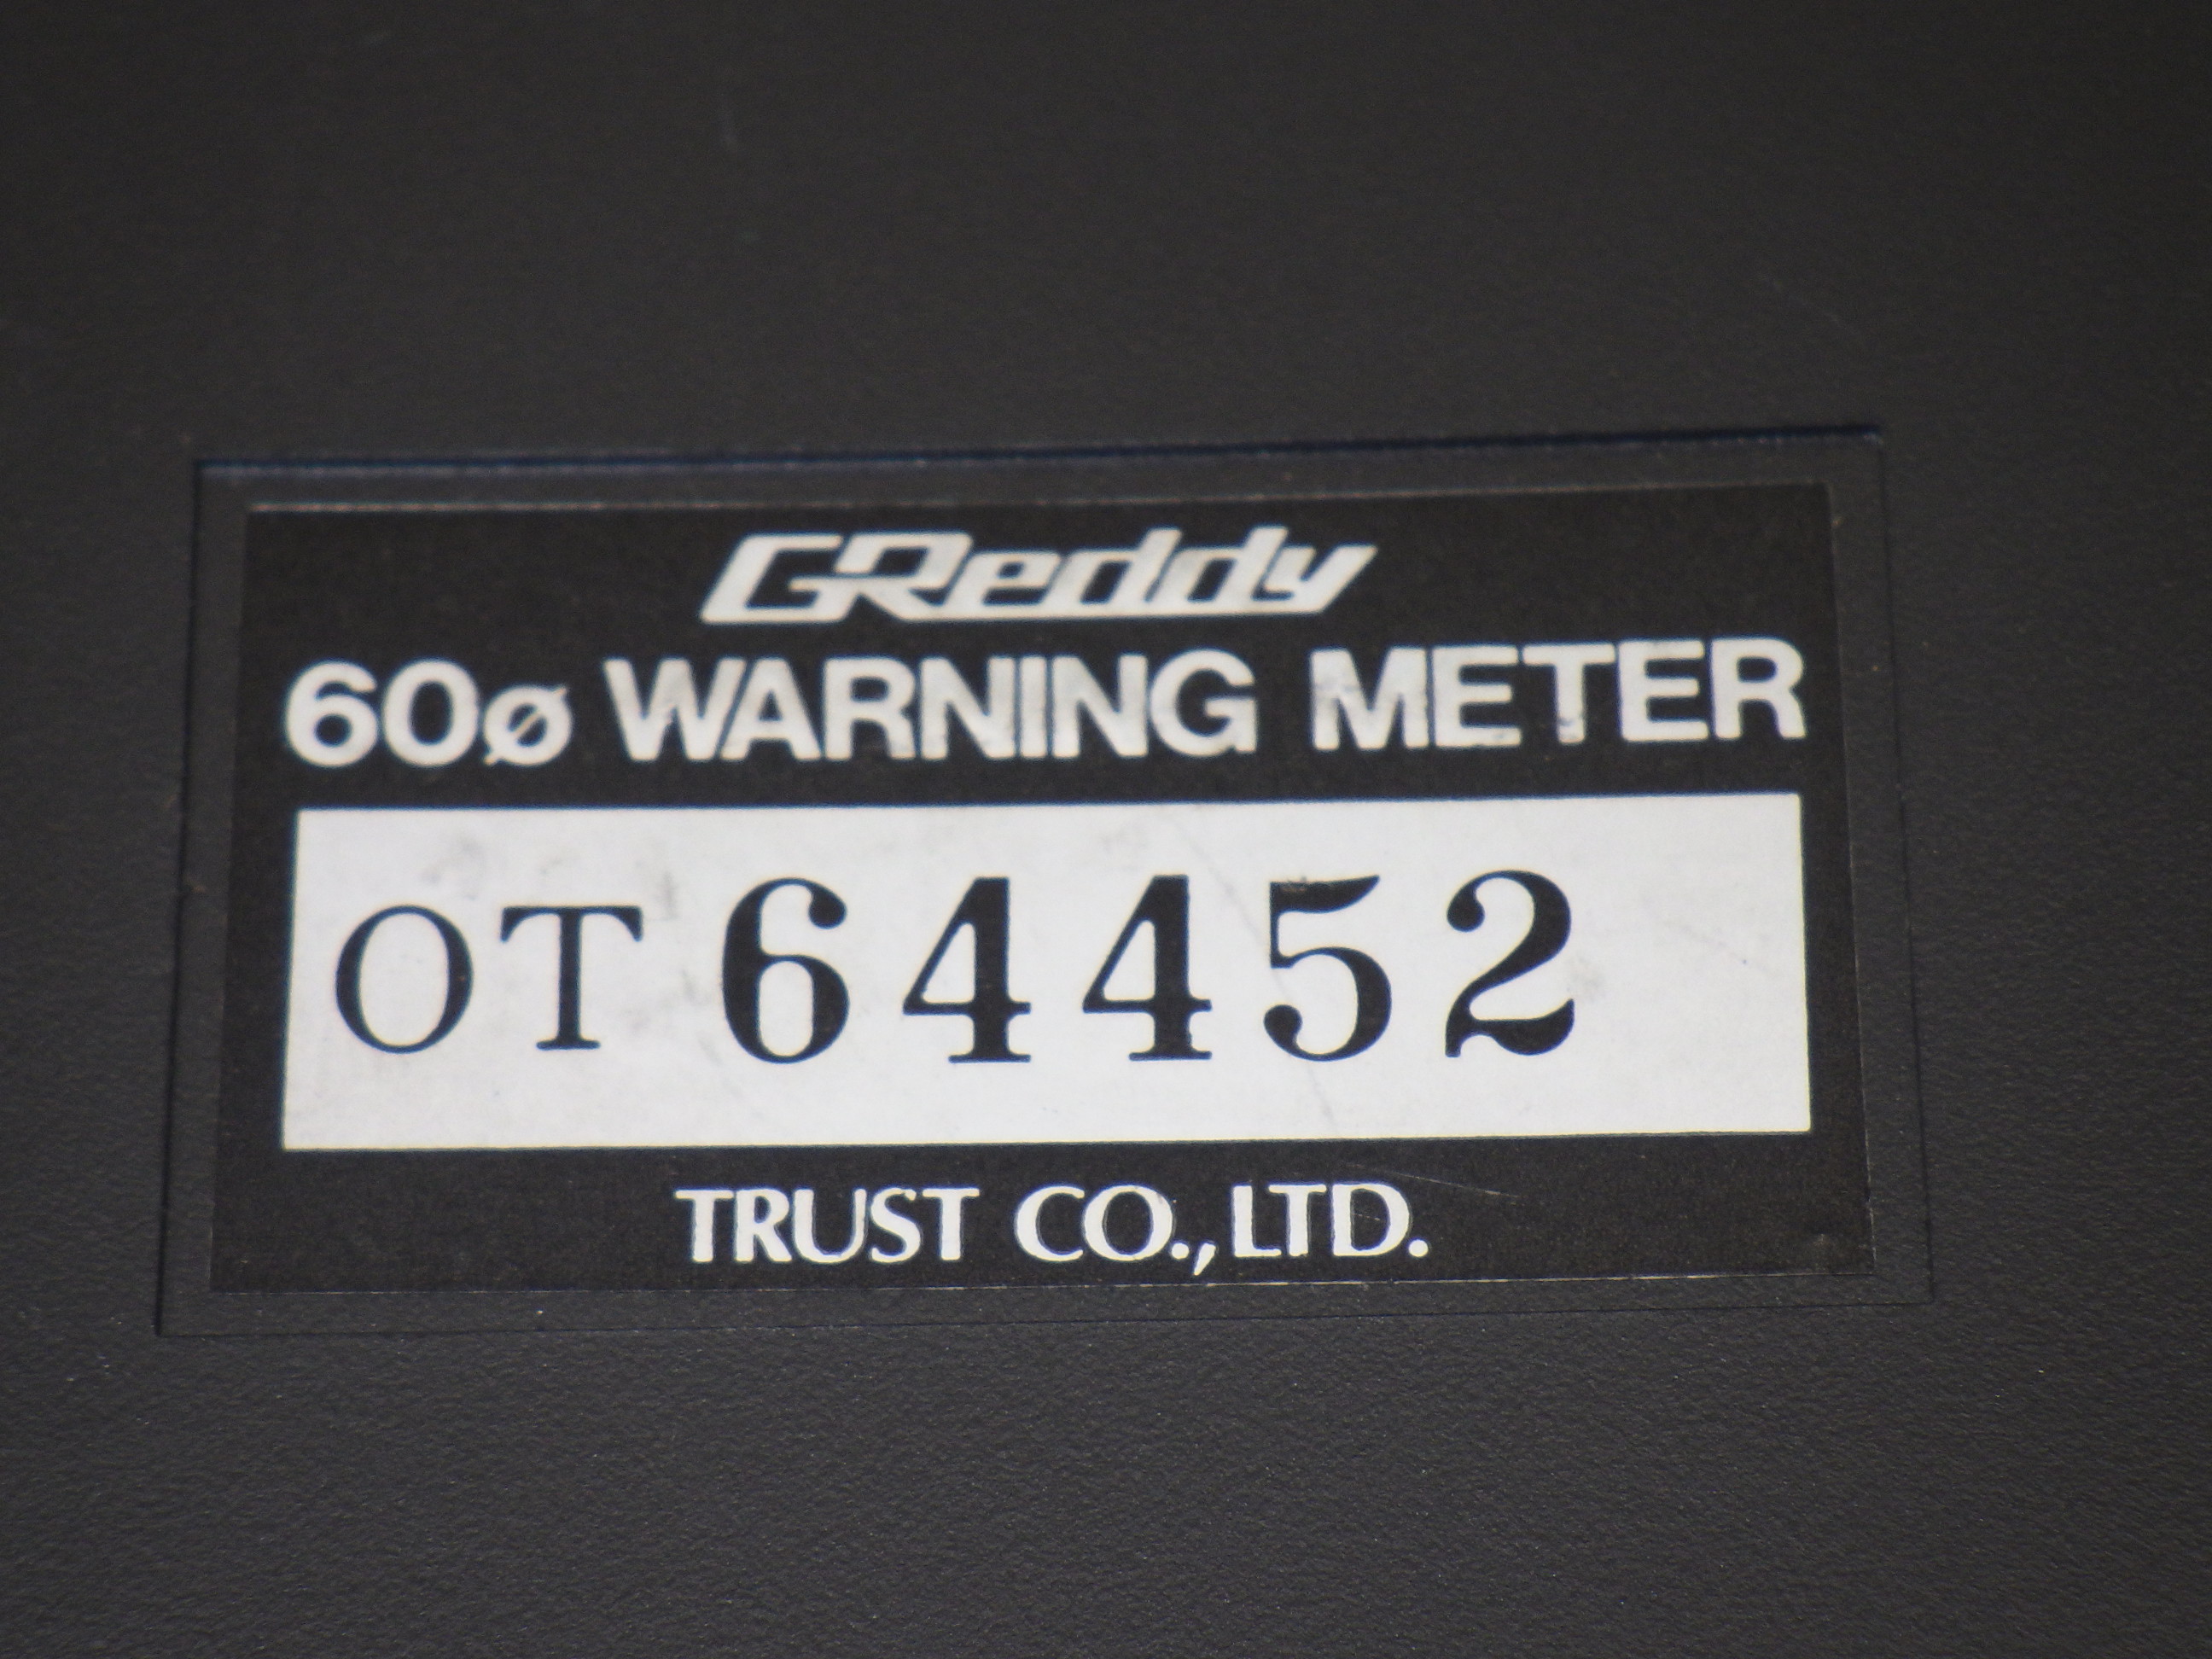 GReddy
60ø WARNING METER
OT 64452
TRUST CO.,LTD.